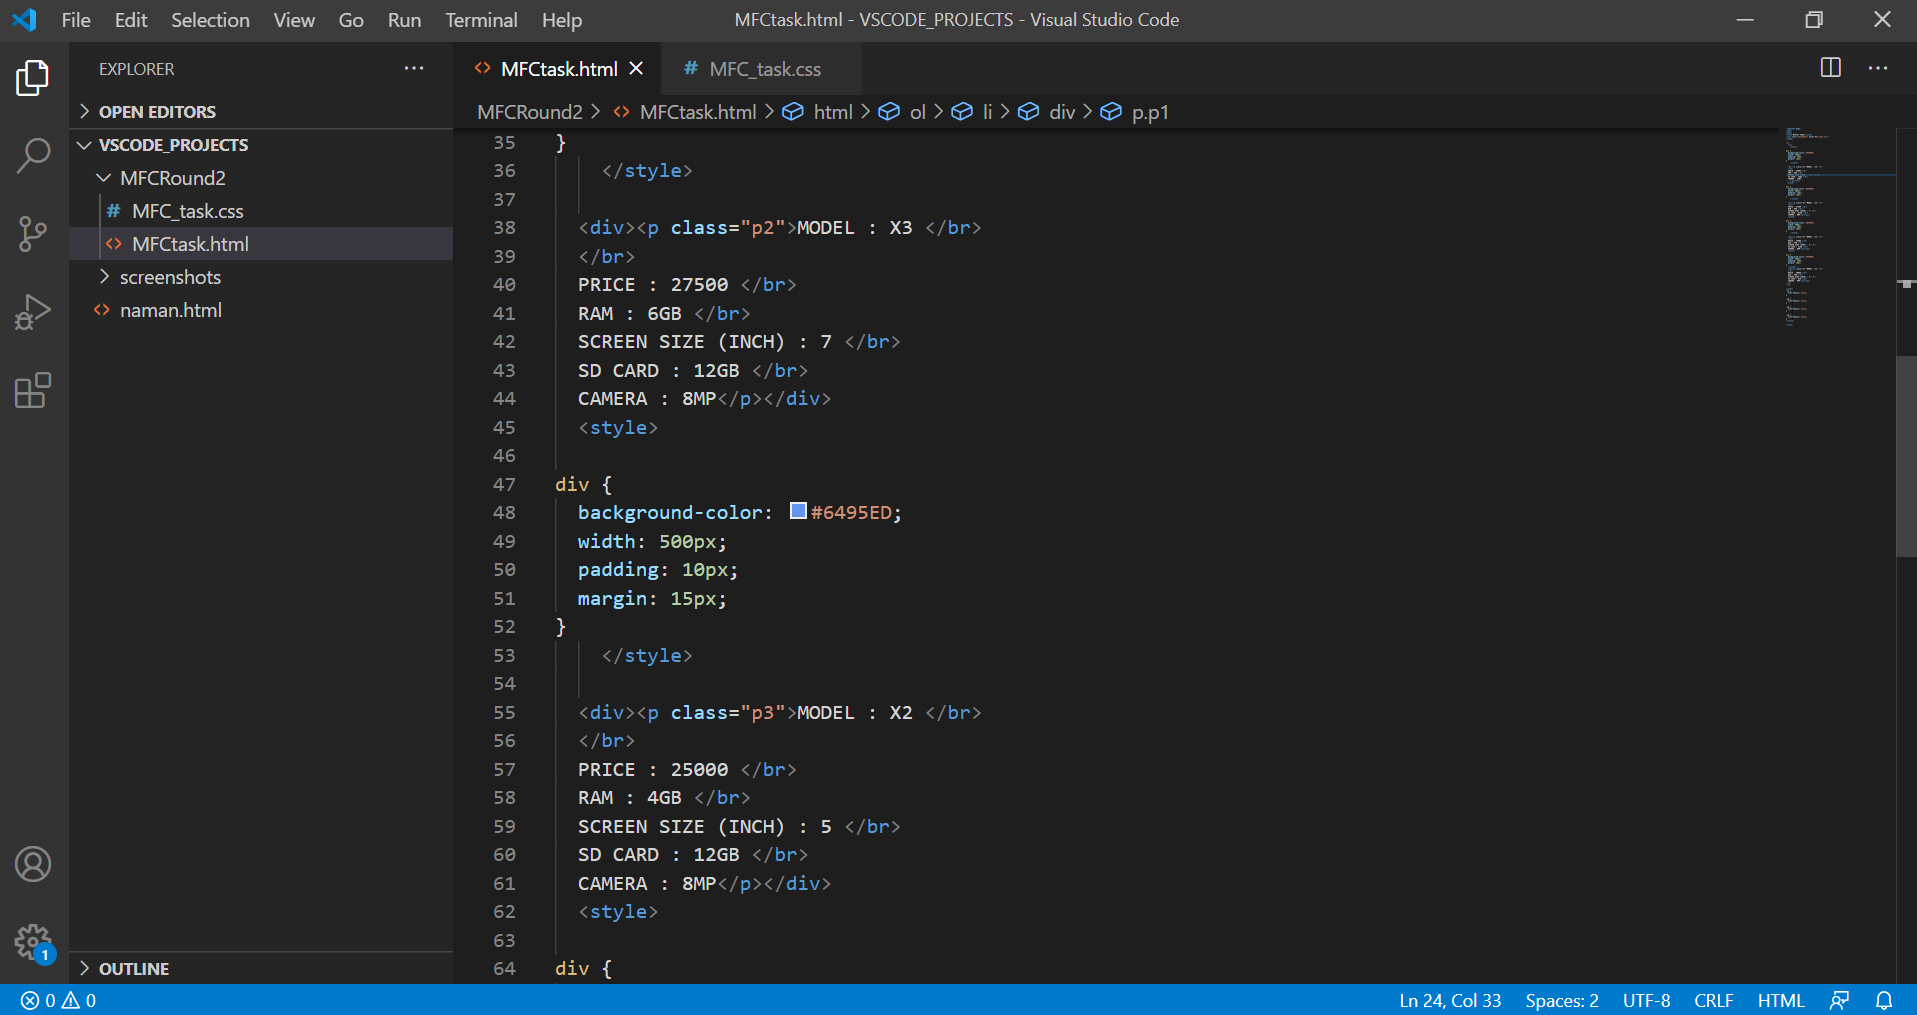 File Edit Selection View Go Run Terminal Help MFCtask.html - VSCODE_PROJECTS - Visual Studio Code
EXPLORER
OPEN EDITORS
VSCODE_PROJECTS
MFCRound2
# MFC_task.css
<> MFCtask.html
screenshots
<> naman.html
OUTLINE
<> MFCtask.html # MFC_task.css
MFCRound2 > <> MFCtask.html > html > ol > li > div > p.p1
35 }
36 </style>
37
38 <div><p class="p2">MODEL : X3 </br>
39 </br>
40 PRICE : 27500 </br>
41 RAM : 6GB </br>
42 SCREEN SIZE (INCH) : 7 </br>
43 SD CARD : 12GB </br>
44 CAMERA : 8MP</p></div>
45 <style>
46
47 div {
48 background-color: #6495ED;
49 width: 500px;
50 padding: 10px;
51 margin: 15px;
52 }
53 </style>
54
55 <div><p class="p3">MODEL : X2 </br>
56 </br>
57 PRICE : 25000 </br>
58 RAM : 4GB </br>
59 SCREEN SIZE (INCH) : 5 </br>
60 SD CARD : 12GB </br>
61 CAMERA : 8MP</p></div>
62 <style>
63
64 div {
1
0 0 Ln 24, Col 33 Spaces: 2 UTF-8 CRLF HTML